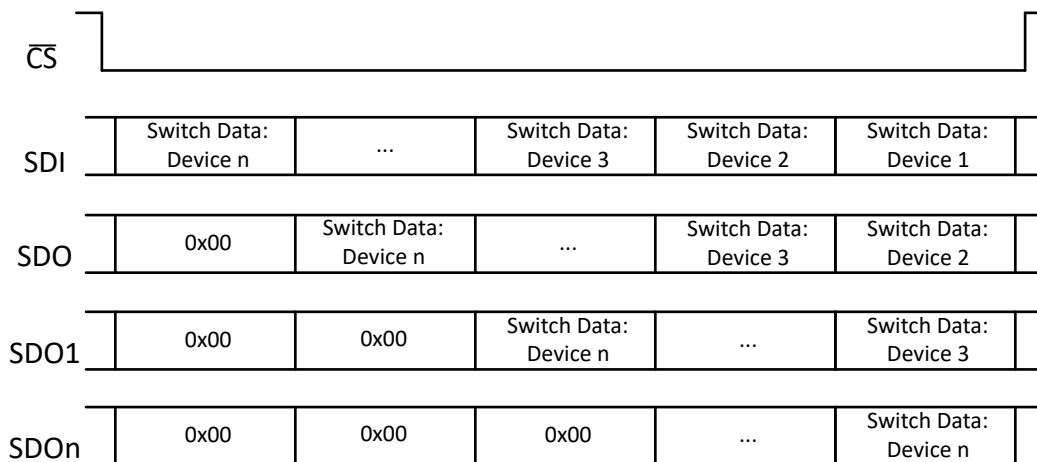 C̅S̅
SDI
Switch Data:
Device n
...
Switch Data:
Device 3
Switch Data:
Device 2
Switch Data:
Device 1
SDO
0x00
Switch Data:
Device n
...
Switch Data:
Device 3
Switch Data:
Device 2
SDO1
0x00
0x00
Switch Data:
Device n
...
Switch Data:
Device 3
SDOn
0x00
0x00
0x00
...
Switch Data:
Device n